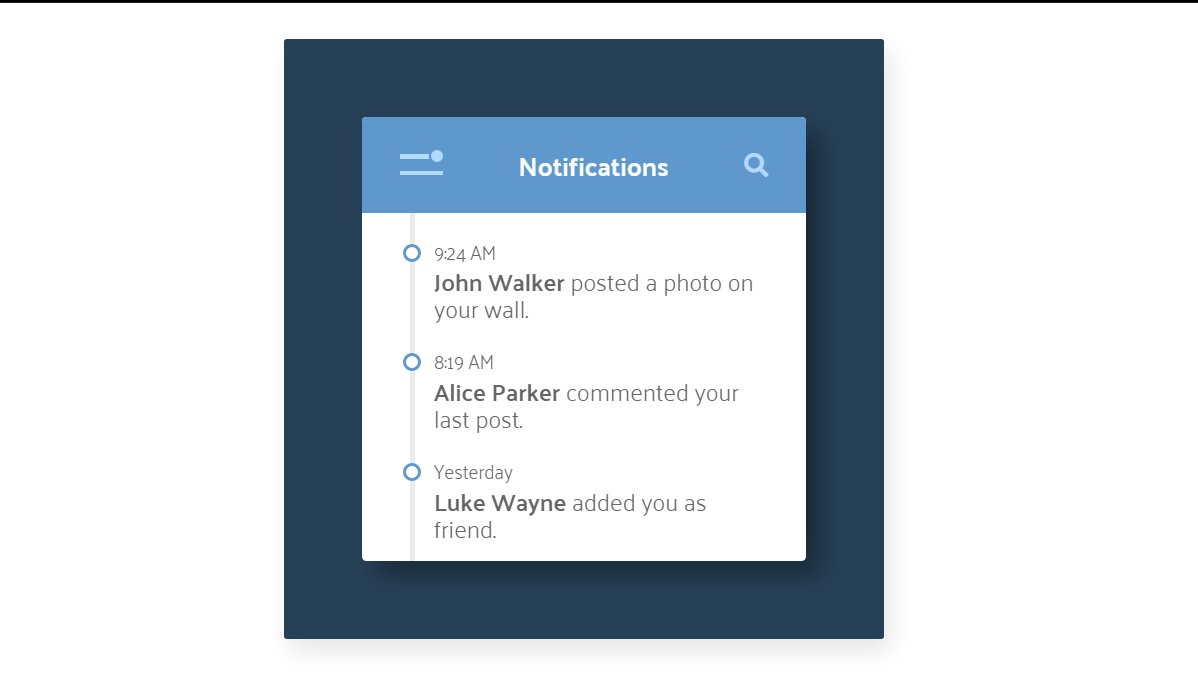 Notifications
9:24 AM
John Walker posted a photo on
your wall.
8:19 AM
Alice Parker commented your
last post.
Yesterday
Luke Wayne added you as
friend.